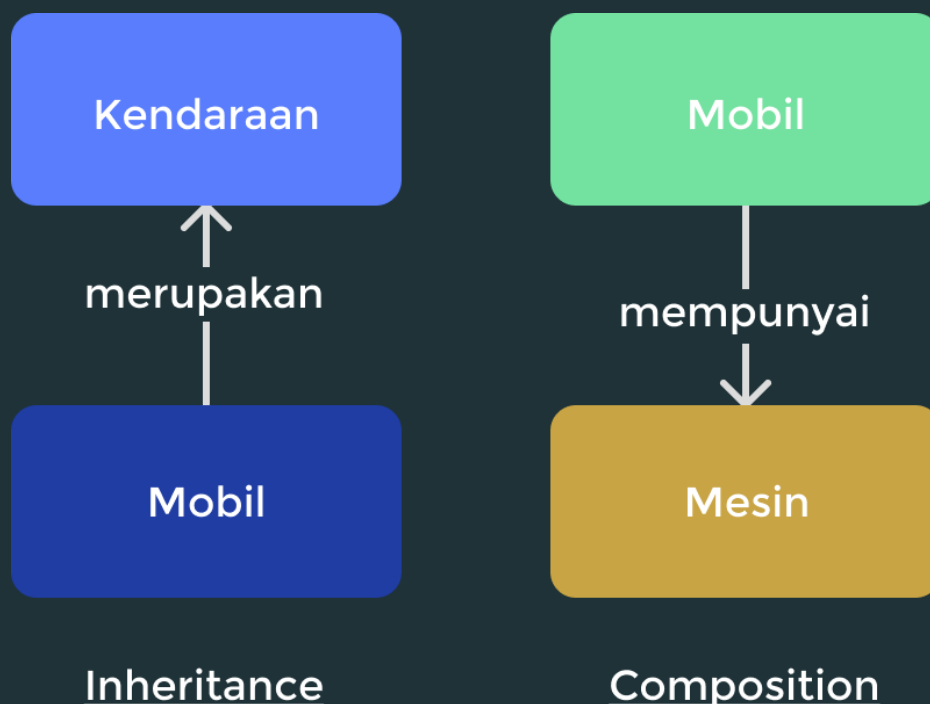 Kendaraan
merupakan
Mobil
Inheritance
Mobil
mempunyai
Mesin
Composition